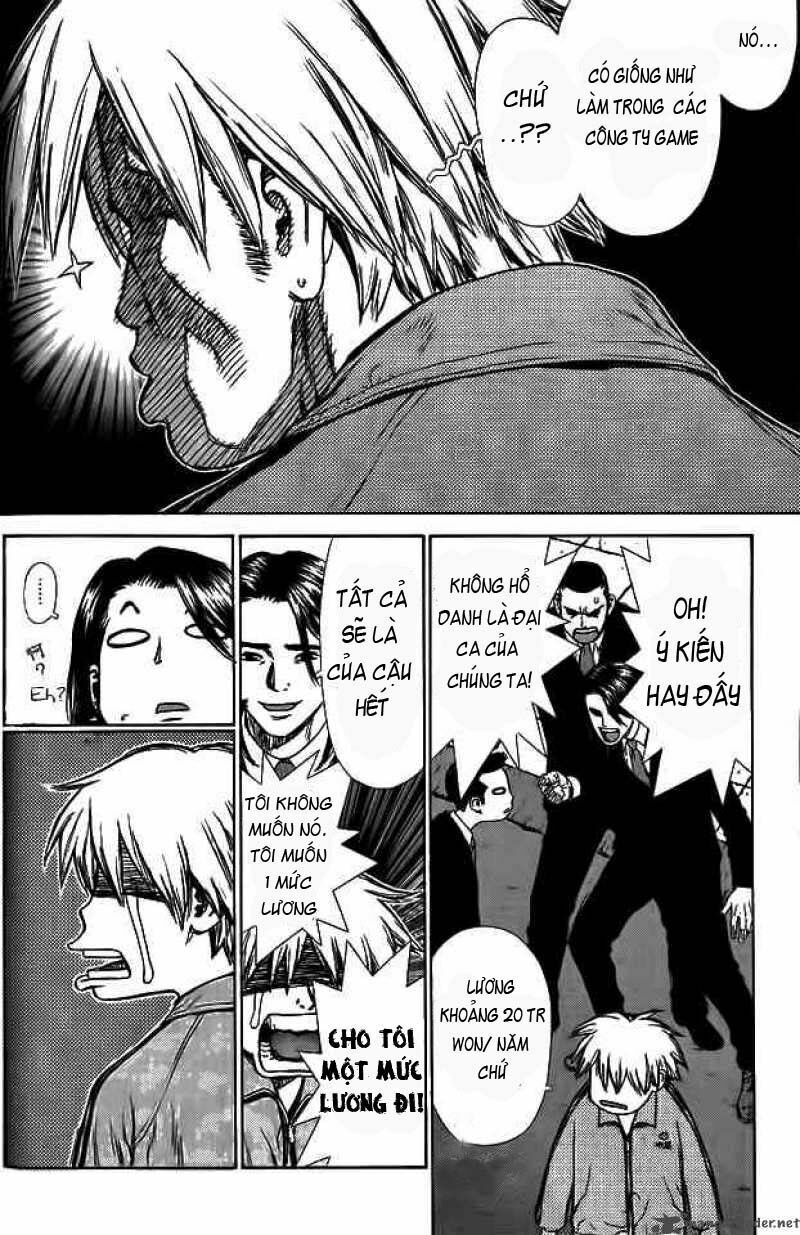 NÓ...
CÓ GIỐNG NHƯ
LÀM TRONG CÁC
CÔNG TY GAME
CHỨ
..??
OH!
Ý KIẾN
HAY ĐẤY
KHÔNG HỔ
DANH LÀ ĐẠI
CA CỦA
CHÚNG TA!
LƯƠNG
KHOẢNG 20 TR
WON/ NĂM
CHỨ
TẤT CẢ
SẼ LÀ
CỦA CẬU
HẾT
TÔI KHÔNG
MUỐN NÓ.
TÔI MUỐN
1 MỨC
LƯƠNG
CHO TÔI
MỘT MỨC
LƯƠNG ĐI!
......
?
Eh?